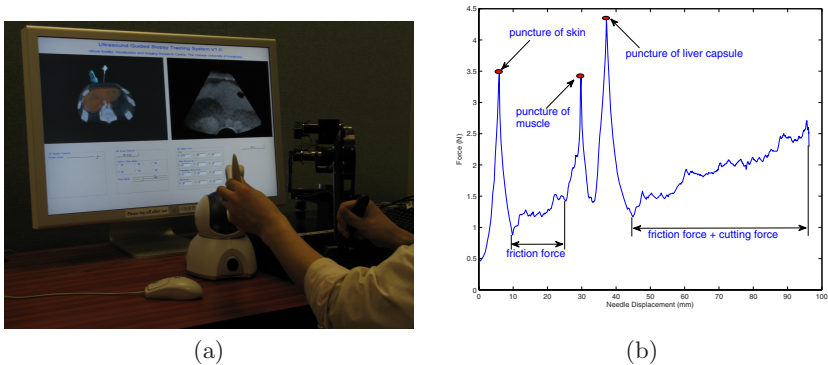 Ultrasound Guided Biopsy Training System V1.0
(a)
4.5
4
3.5
3
2.5
2
1.5
1
0.5
0
Force (N)
puncture of skin
puncture of liver capsule
puncture of
muscle
friction force
friction force + cutting force
0
10
20
30
40
50
60
70
80
90
100
Needle Displacement (mm)
(b)